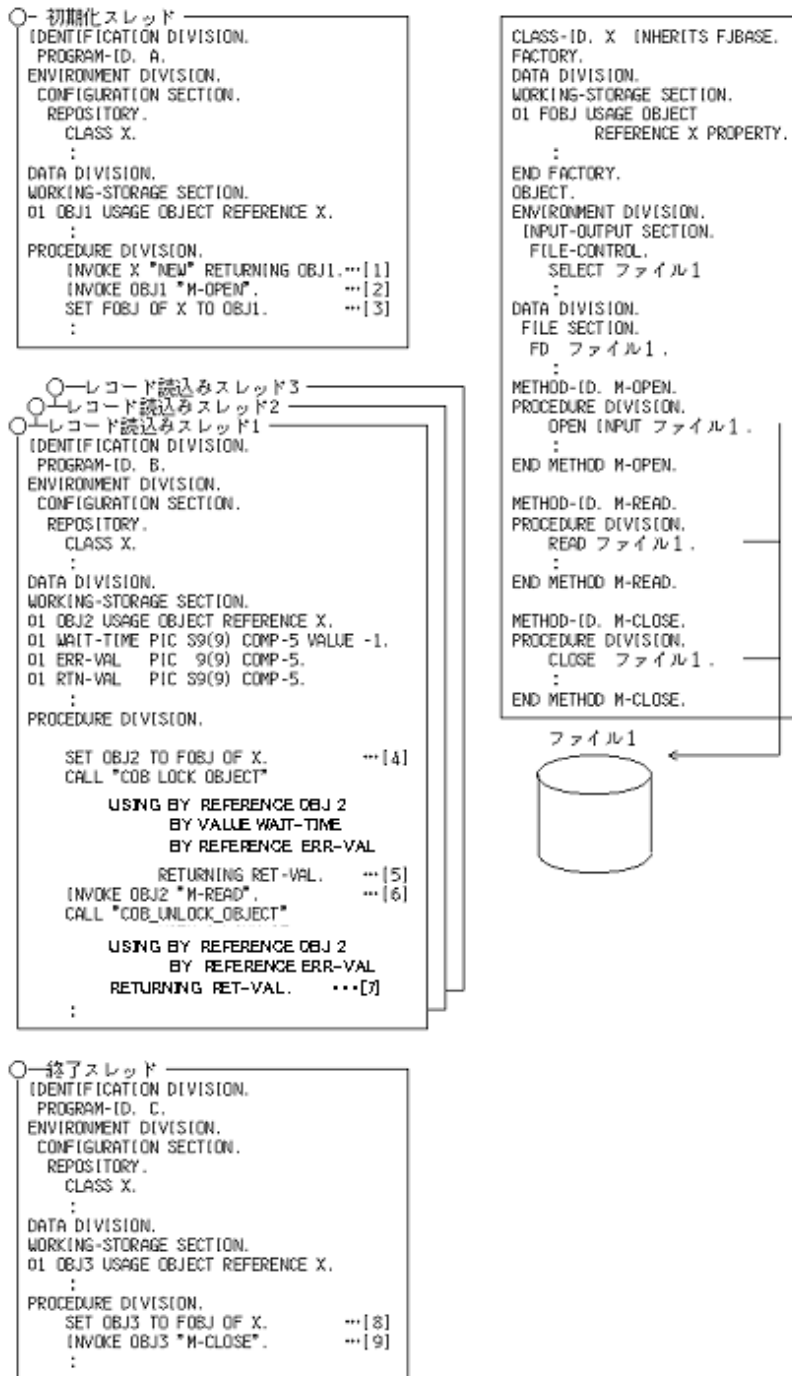 初期化スレッド
IDENTIFICATION DIVISION.
PROGRAM-ID. A.
ENVIRONMENT DIVISION.
CONFIGURATION SECTION.
REPOSITORY.
CLASS X.
:
DATA DIVISION.
WORKING-STORAGE SECTION.
01 OBJ1 USAGE OBJECT REFERENCE X.
:
PROCEDURE DIVISION.
INVOKE X "NEW" RETURNING OBJ1.…[1]
INVOKE OBJ1 "M-OPEN". …[2]
SET FOBJ OF X TO OBJ1. …[3]
:
レコード読込みスレッド3
レコード読込みスレッド2
レコード読込みスレッド1
IDENTIFICATION DIVISION.
PROGRAM-ID. B.
ENVIRONMENT DIVISION.
CONFIGURATION SECTION.
REPOSITORY.
CLASS X.
:
DATA DIVISION.
WORKING-STORAGE SECTION.
01 OBJ2 USAGE OBJECT REFERENCE X.
01 WAIT-TIME PIC S9(9) COMP-5 VALUE -1.
01 ERR-VAL PIC 9(9) COMP-5.
01 RTN-VAL PIC S9(9) COMP-5.
:
PROCEDURE DIVISION.
SET OBJ2 TO FOBJ OF X. …[4]
CALL "COB LOCK OBJECT"
USING BY REFERENCE OBJ 2
BY VALUE WAIT-TIME
BY REFERENCE ERR-VAL
RETURNING RET-VAL. …[5]
INVOKE OBJ2 "M-READ". …[6]
CALL "COB_UNLOCK_OBJECT"
USING BY REFERENCE OBJ 2
BY REFERENCE ERR-VAL
RETURNING RET-VAL. …[7]
:
終了スレッド
IDENTIFICATION DIVISION.
PROGRAM-ID. C.
ENVIRONMENT DIVISION.
CONFIGURATION SECTION.
REPOSITORY.
CLASS X.
:
DATA DIVISION.
WORKING-STORAGE SECTION.
01 OBJ3 USAGE OBJECT REFERENCE X.
:
PROCEDURE DIVISION.
SET OBJ3 TO FOBJ OF X. …[8]
INVOKE OBJ3 "M-CLOSE". …[9]
:
CLASS-ID. X INHERITS FJBASE.
FACTORY.
DATA DIVISION.
WORKING-STORAGE SECTION.
01 FOBJ USAGE OBJECT
REFERENCE X PROPERTY.
:
END FACTORY.
OBJECT.
ENVIRONMENT DIVISION.
INPUT-OUTPUT SECTION.
FILE-CONTROL.
SELECT ファイル1
:
DATA DIVISION.
FILE SECTION.
FD ファイル1.
:
METHOD-ID. M-OPEN.
PROCEDURE DIVISION.
OPEN INPUT ファイル1.
:
END METHOD M-OPEN.
METHOD-ID. M-READ.
PROCEDURE DIVISION.
READ ファイル1.
:
END METHOD M-READ.
METHOD-ID. M-CLOSE.
PROCEDURE DIVISION.
CLOSE ファイル1.
:
END METHOD M-CLOSE.
ファイル1